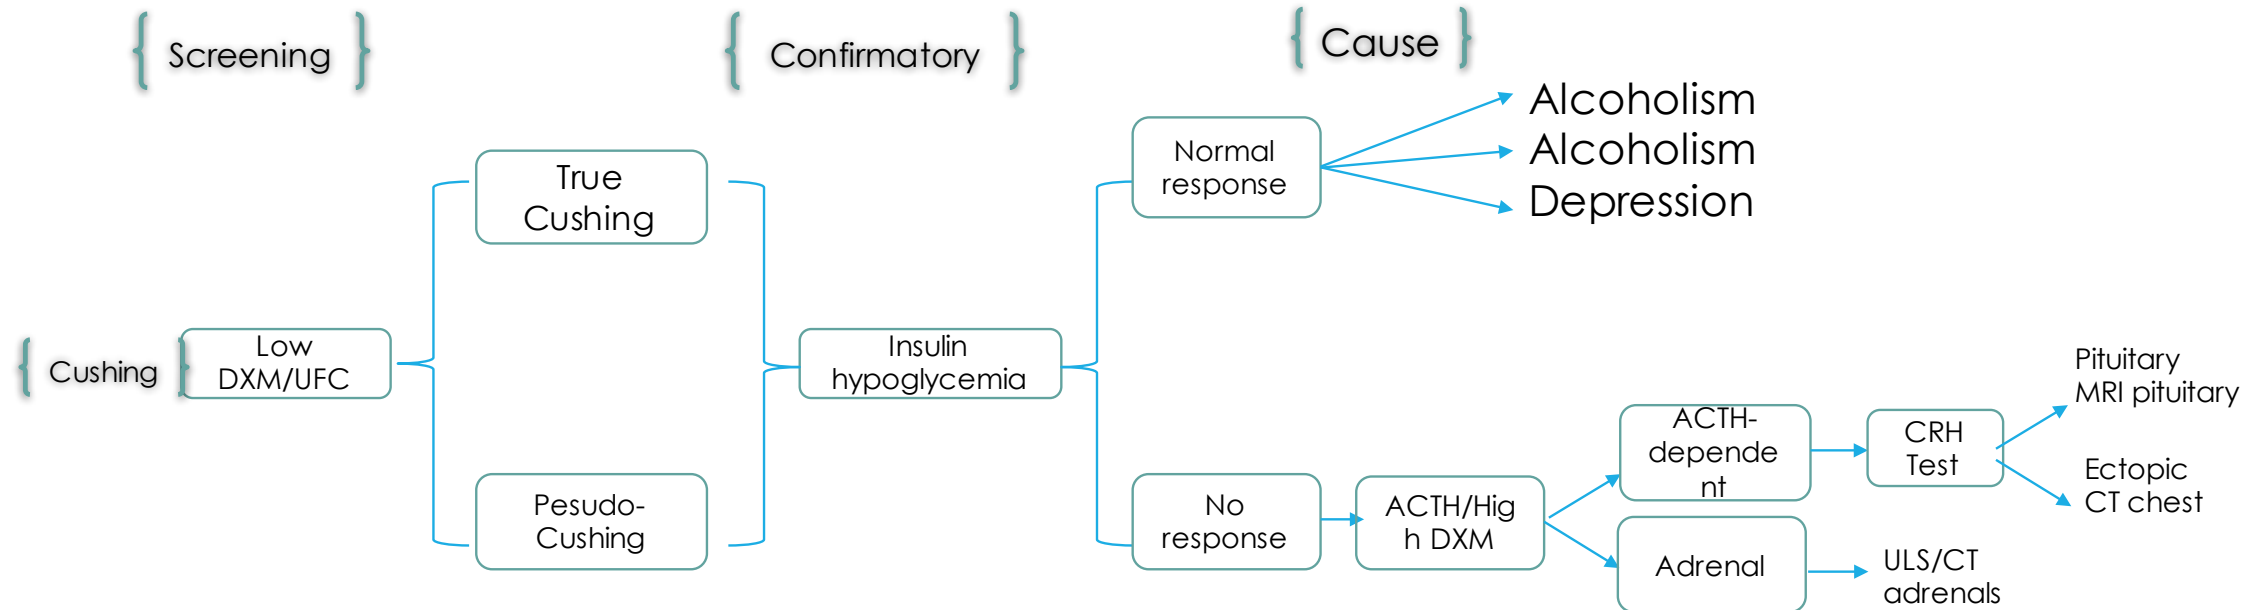 Screening
Confirmatory
Cause
Alcoholism
Alcoholism
Depression
Normal
response
True
Cushing
Cushing
Low
DXM/UFC
Insulin
hypoglycemia
Pesudo-
Cushing
No
response
ACTH/Hig
h DXM
ACTH-
depende
nt
CRH
Test
Pituitary
MRI pituitary
Ectopic
CT chest
Adrenal
ULS/CT
adrenals